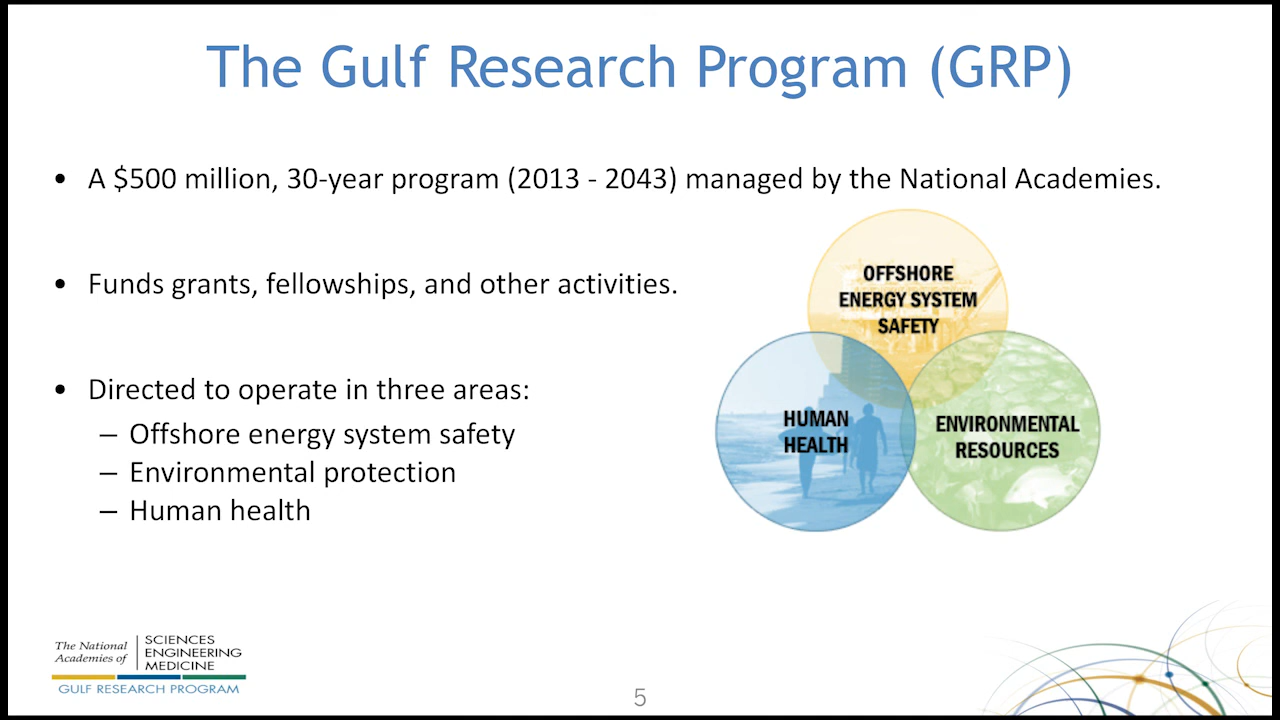 The Gulf Research Program (GRP)
• A $500 million, 30-year program (2013 - 2043) managed by the National Academies.
• Funds grants, fellowships, and other activities.
• Directed to operate in three areas:
– Offshore energy system safety
– Environmental protection
– Human health
OFFSHORE
ENERGY SYSTEM
SAFETY
HUMAN
HEALTH
ENVIRONMENTAL
RESOURCES
The National
Academies of
SCIENCES
ENGINEERING
MEDICINE
GULF RESEARCH PROGRAM
5